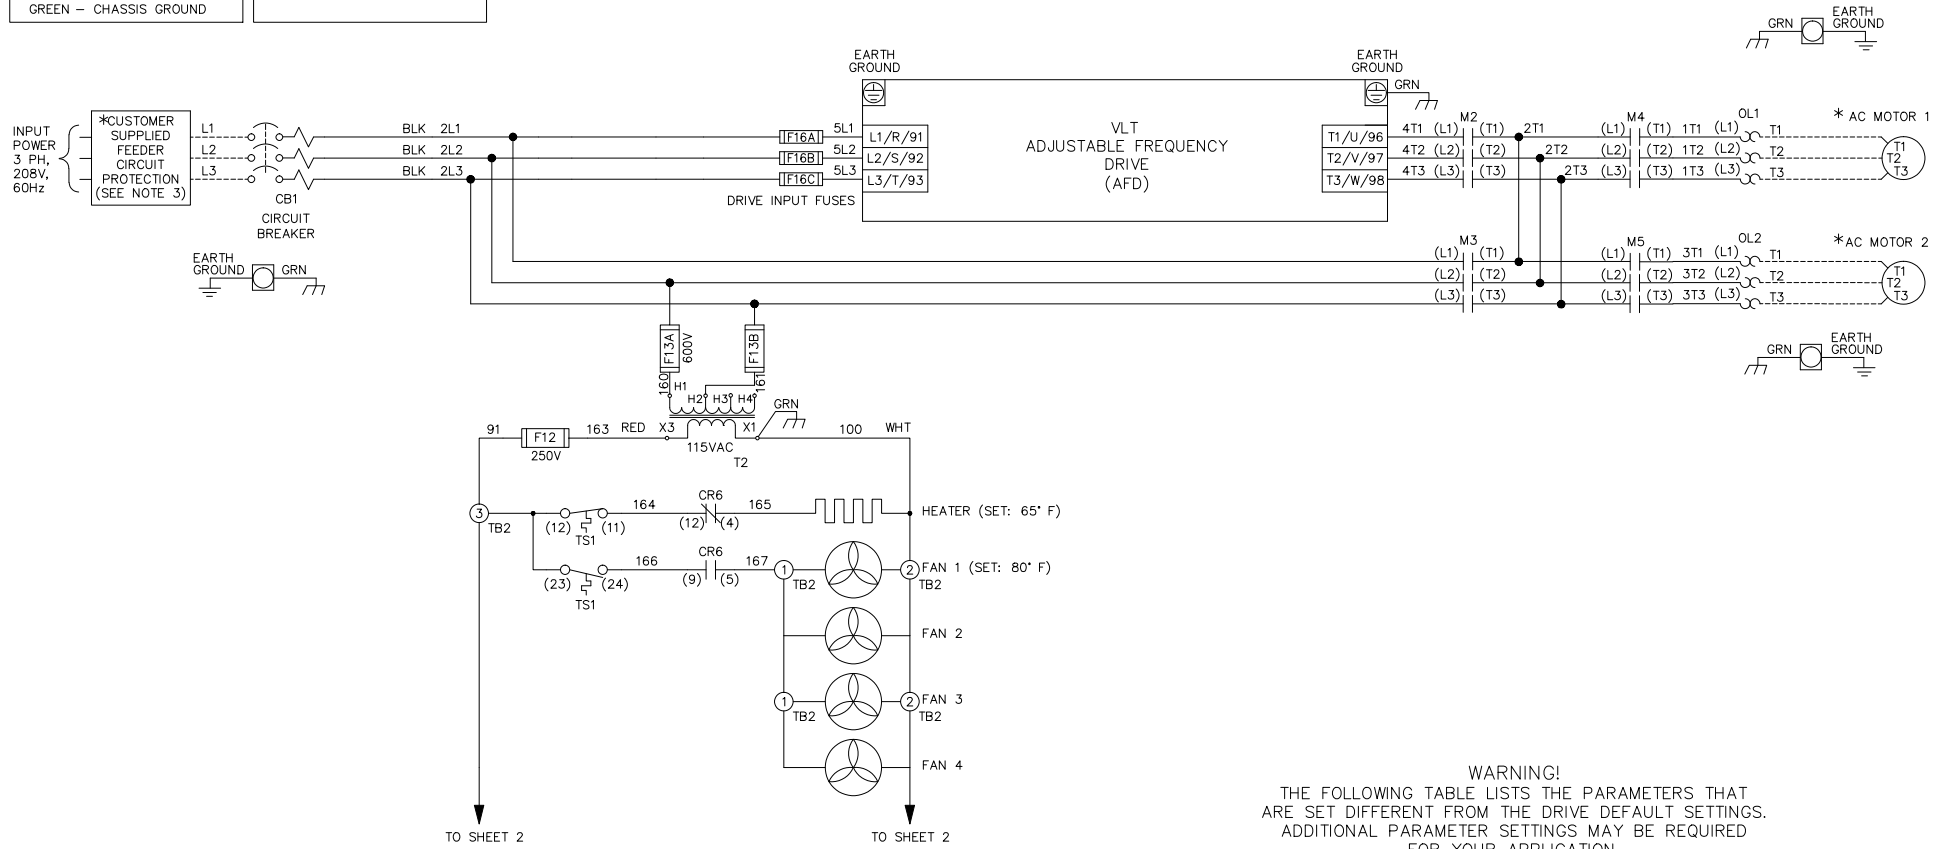 GREEN – CHASSIS GROUND
GRN
EARTH
GROUND
EARTH
GROUND
EARTH
GROUND
GRN
INPUT
POWER
3 PH,
208V,
60Hz
*CUSTOMER
SUPPLIED
FEEDER
CIRCUIT
PROTECTION
(SEE NOTE 3)
L1
L2
L3
CB1
CIRCUIT
BREAKER
BLK 2L1
BLK 2L2
BLK 2L3
F16A
F16B
F16C
5L1
5L2
5L3
DRIVE INPUT FUSES
L1/R/91
L2/S/92
L3/T/93
VLT
ADJUSTABLE FREQUENCY
DRIVE
(AFD)
T1/U/96
T2/V/97
T3/W/98
4T1 (L1) M2 (T1) 2T1 (L1) M4 (T1) 1T1 (L1) OL1 T1
4T2 (L2) (T2) 2T2 (L2) (T2) 1T2 (L2) T2
4T3 (L3) (T3) 2T3 (L3) (T3) 1T3 (L3) T3
* AC MOTOR 1
T1
T2
T3
EARTH
GROUND
GRN
(L1) M3 (T1) (L1) M5 (T1) 3T1 (L1) OL2 T1
(L2) (T2) (L2) (T2) 3T2 (L2) T2
(L3) (T3) (L3) (T3) 3T3 (L3) T3
*AC MOTOR 2
T1
T2
T3
GRN
EARTH
GROUND
F13A
600V
F13B
160
161
H1
H2 H3 H4
GRN
91
F12
250V
163 RED X3
X1
100 WHT
115VAC
T2
3
TB2
(12) (11)
TS1
164
CR6
(12) (4)
165
HEATER (SET: 65° F)
(23) (24)
TS1
166
CR6
(9) (5)
167
1
TB2
2
TB2
FAN 1 (SET: 80° F)
FAN 2
1
TB2
2
TB2
FAN 3
FAN 4
TO SHEET 2
TO SHEET 2
WARNING!
THE FOLLOWING TABLE LISTS THE PARAMETERS THAT
ARE SET DIFFERENT FROM THE DRIVE DEFAULT SETTINGS.
ADDITIONAL PARAMETER SETTINGS MAY BE REQUIRED
FOR YOUR APPLICATION